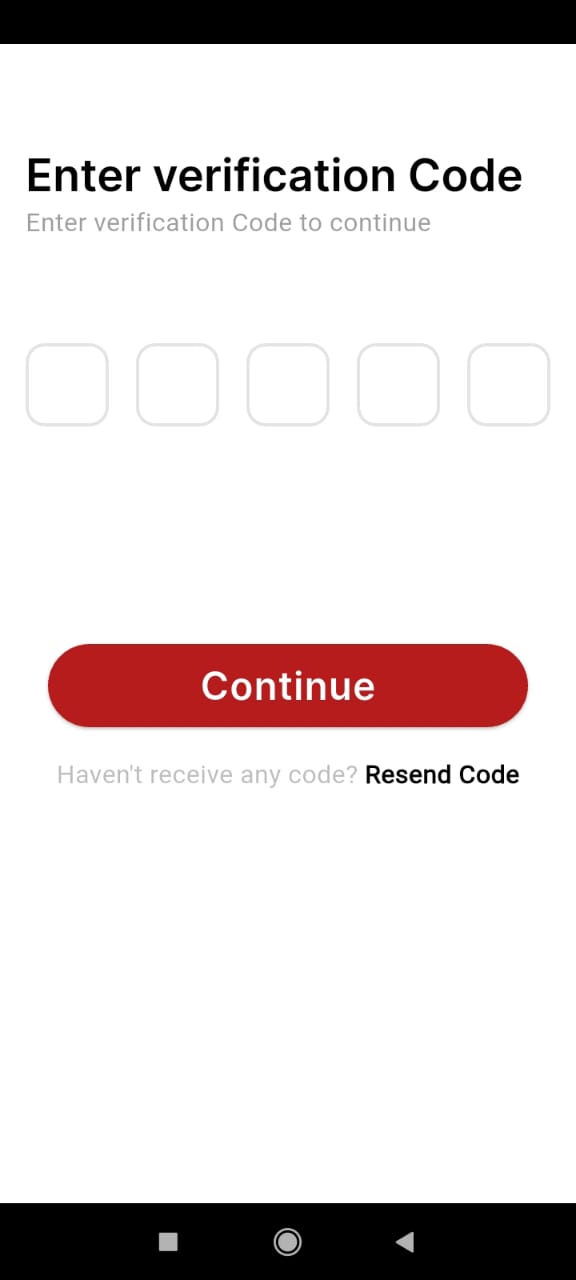 Enter verification Code
Enter verification Code to continue
Continue
Haven't receive any code? Resend Code